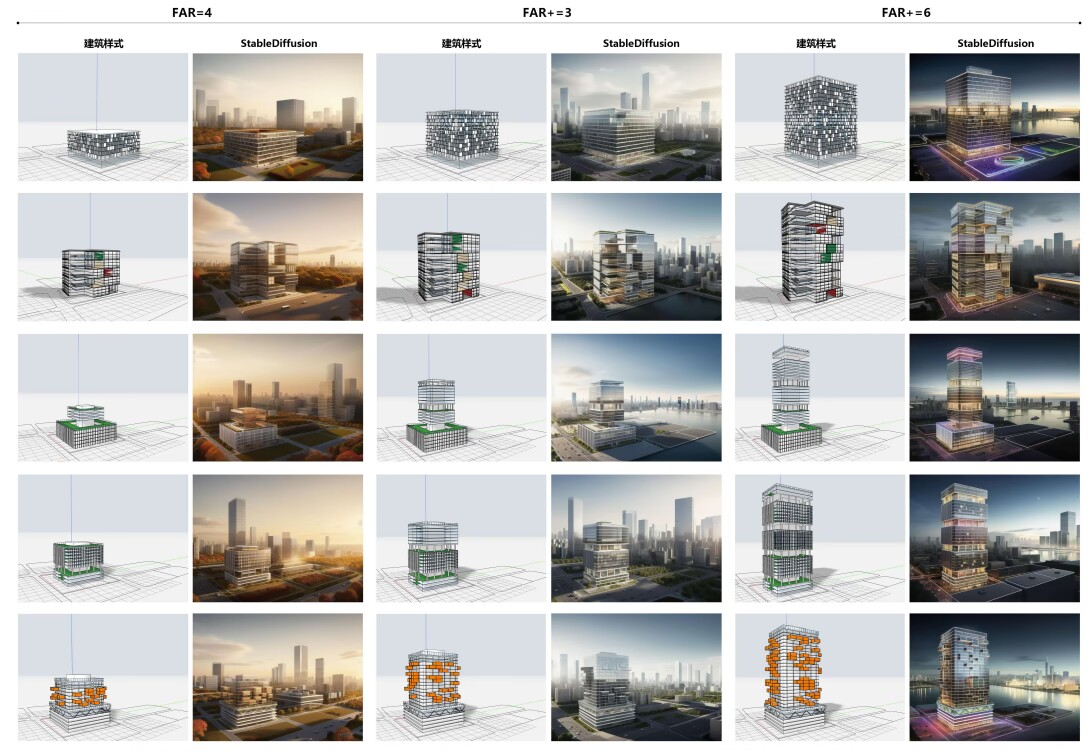 FAR=4 FAR+=3 FAR+=6
建筑样式 StableDiffusion 建筑样式 StableDiffusion 建筑样式 StableDiffusion